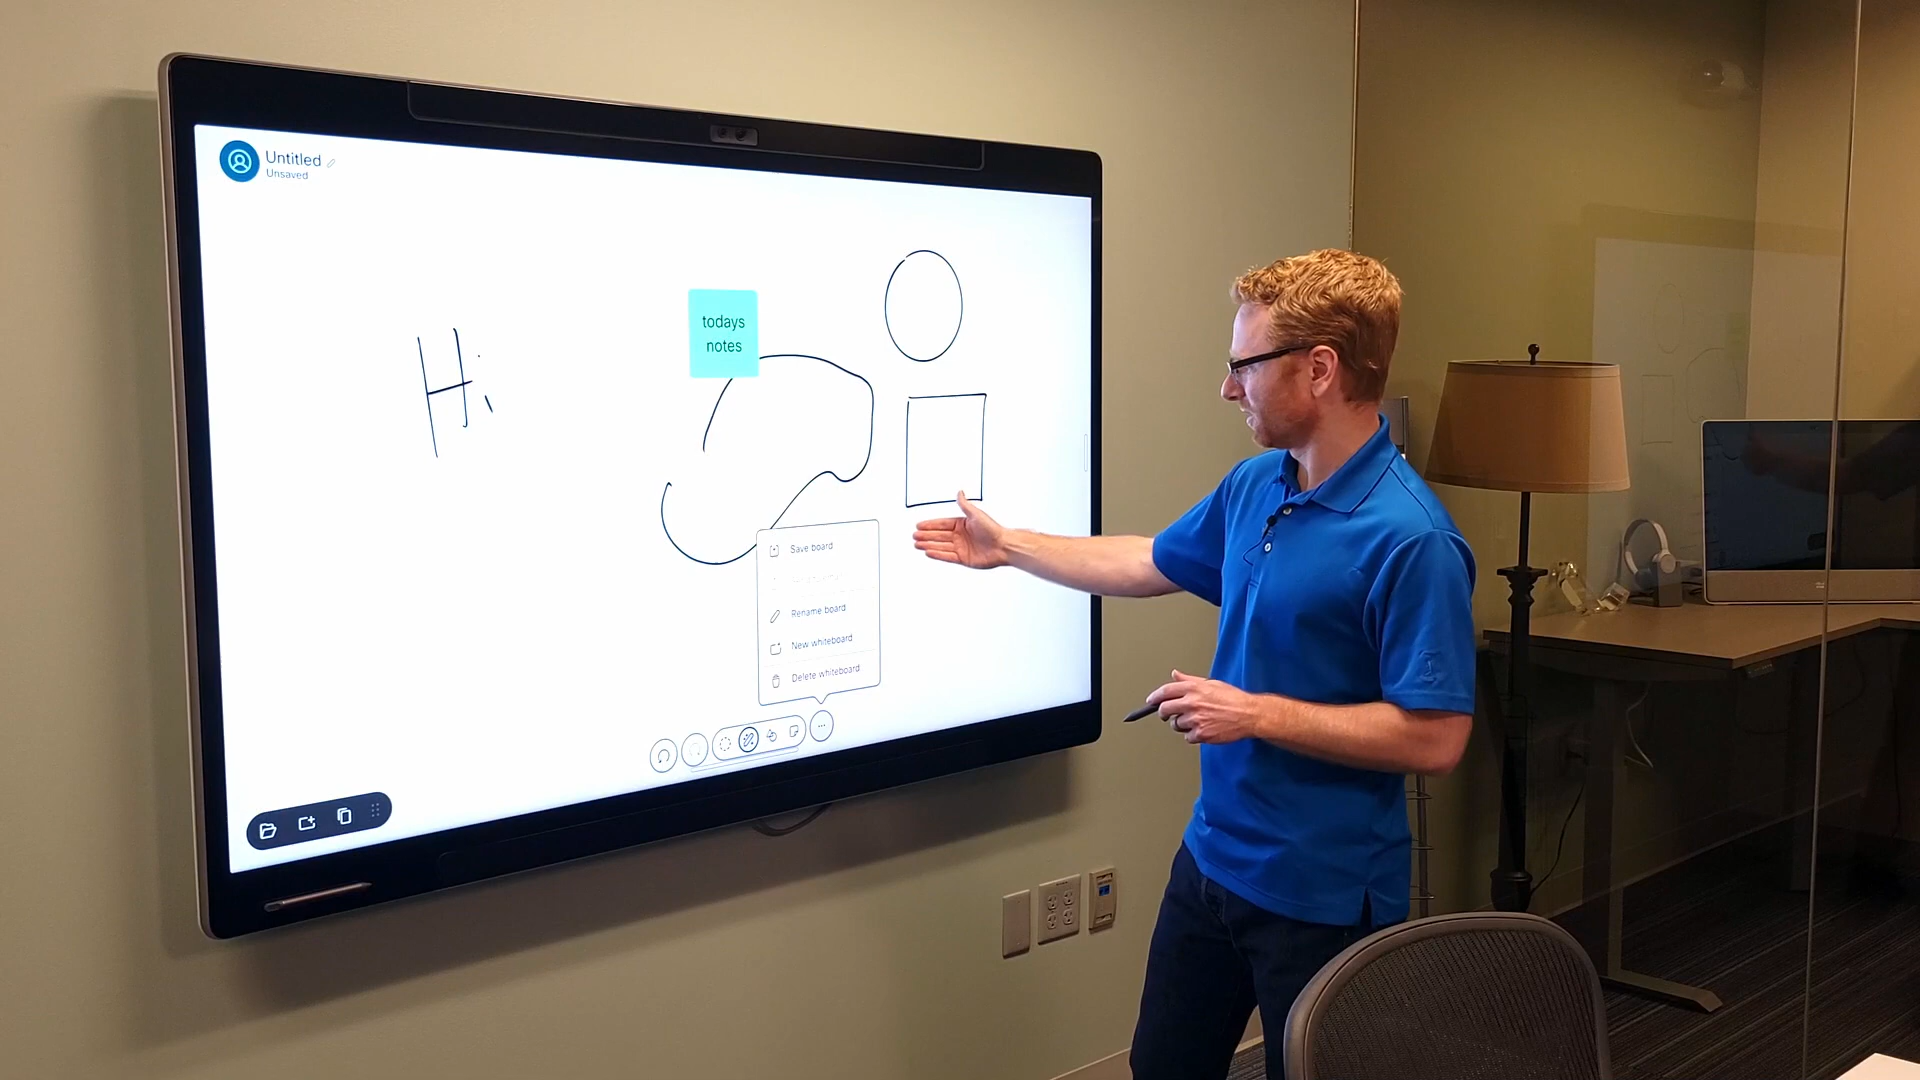 Untitled
Unsaved
Hi
todays
notes
Save board
Rename board
New whiteboard
Delete whiteboard